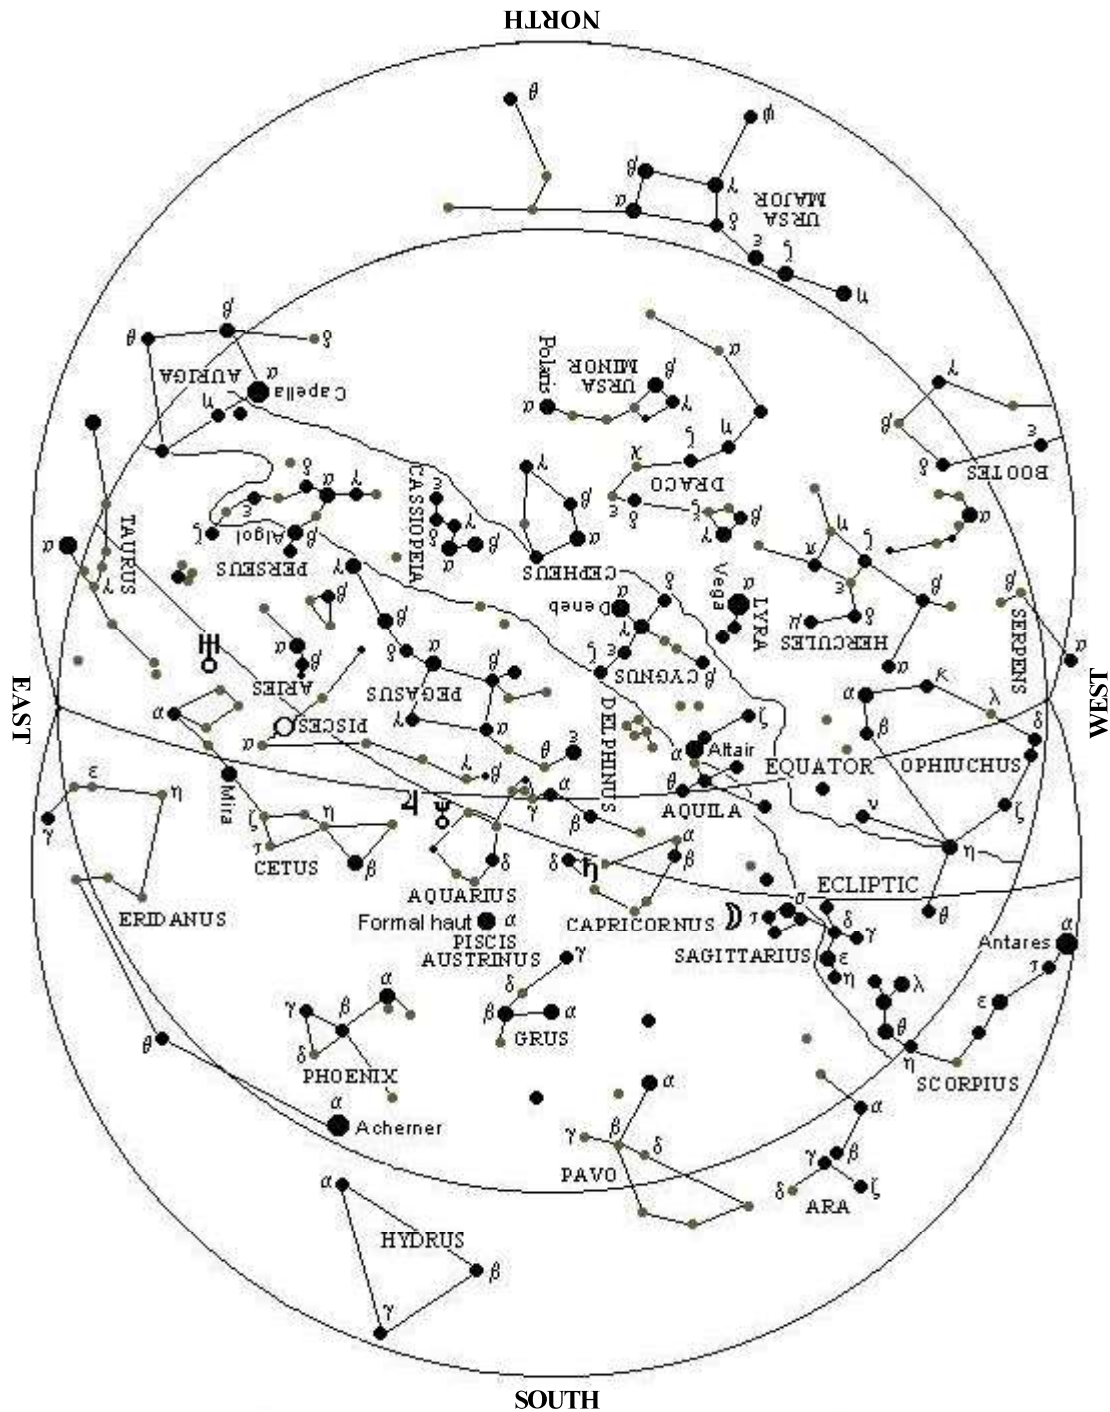 NORTH
θ
φ
β
γ
α
URSA
MAJOR
δ
ε
ζ
η
β
θ
δ
α
AURIGA
Capella
η
Polaris
URSA
MINOR
α
β
γ
α
η
ζ
DRACO
χ
ε
δ
ζ
β
γ
γ
β
δ
ε
BOOTES
α
TAURUS
α
γ
δ
α
γ
ε
ζ
Algol
β
PERSEUS
CASSIOPEIA
ε
γ
δ
α
β
γ
β
α
CEPHEUS
Vega
α
LYRA
η
ζ
π
ε
δ
β
μ
HERCULES
α
β
SERPENS
α
γ
β
β
α
β
ARIES
δ
α
β
PEGASUS
γ
α
Deneb
α
δ
γ
ε
ζ
CYGNUS
β
EAST
WEST
α
PISCES
α
γ
β
θ
ε
DELPHINUS
ζ
α
Altair
θ
AQUILA
EQUATOR
α
κ
λ
β
δ
OPHIUCHUS
ν
ζ
η
θ
Mira
ε
η
γ
ERIDANUS
ζ
η
τ
CETUS
β
γ
α
β
δ
AQUARIUS
δ
α
β
CAPRICORNUS
ECLIPTIC
Formal haut
α
PISCIS
AUSTRINUS
σ
τ
δ
γ
SAGITTARIUS
ε
η
Antares
α
τ
λ
ε
θ
η
SCORPIUS
γ
δ
β
α
GRUS
α
γ
β
δ
PHOENIX
θ
α
Acherner
α
β
γ
δ
PAVO
α
γ
β
δ
ζ
ARA
α
HYDRUS
β
γ
SOUTH